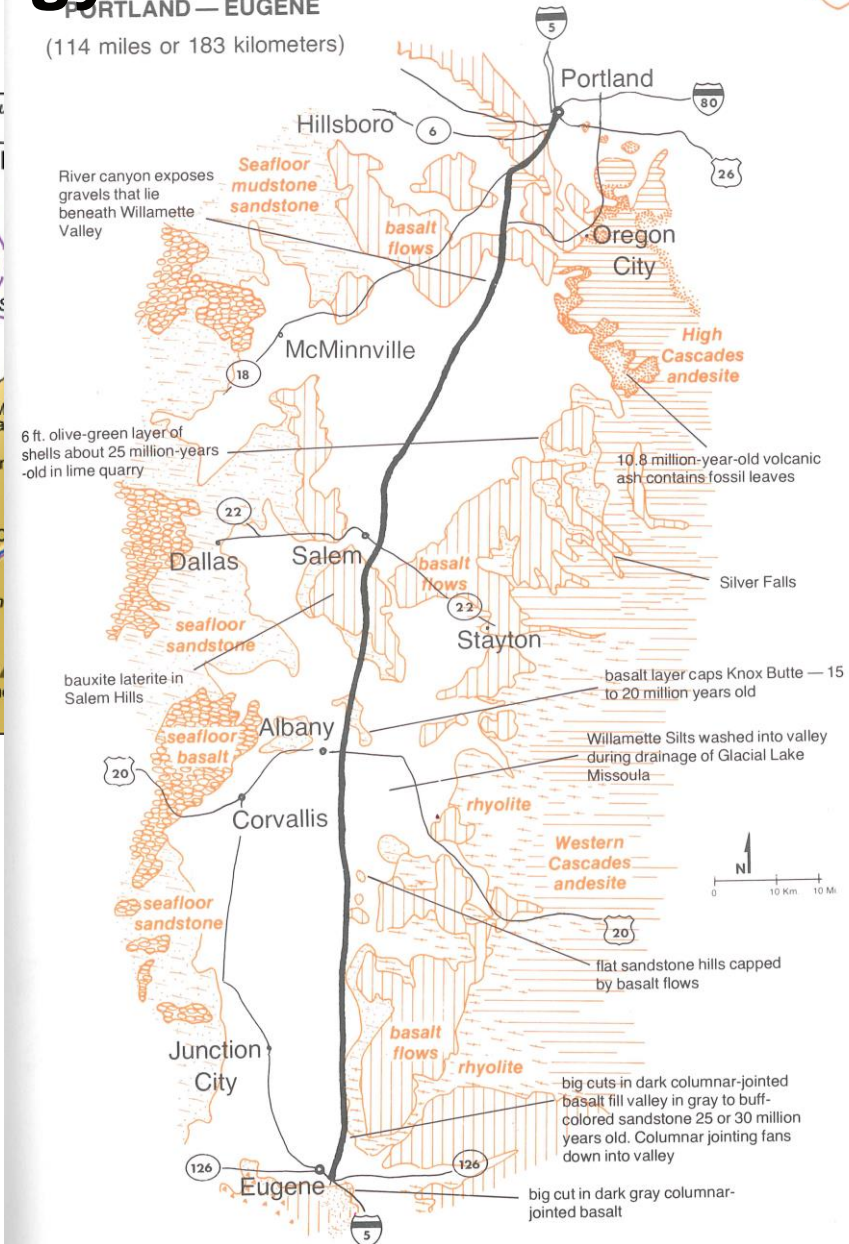 gy
PORTLAND — EUGENE
(114 miles or 183 kilometers)
5
Portland
80
Hillsboro
6
26
River canyon exposes
gravels that lie
beneath Willamette
Valley
Seafloor
mudstone
sandstone
basalt
flows
Oregon
City
McMinnville
18
High
Cascades
andesite
6 ft. olive-green layer of
shells about 25 million-years
-old in lime quarry
10.8 million-year-old volcanic
ash contains fossil leaves
22
Dallas
Salem
basalt
flows
22
Silver Falls
Stayton
seafloor
sandstone
bauxite laterite in
Salem Hills
basalt layer caps Knox Butte — 15
to 20 million years old
seafloor
basalt
Albany
Willamette Silts washed into valley
during drainage of Glacial Lake
Missoula
20
Corvallis
rhyolite
Western
Cascades
andesite
N
0 10 Km 10 Mi
seafloor
sandstone
20
flat sandstone hills capped
by basalt flows
Junction
City
basalt
flows
rhyolite
big cuts in dark columnar-jointed
basalt fill valley in gray to buff-
colored sandstone 25 or 30 million
years old. Columnar jointing fans
down into valley
126
Eugene
126
big cut in dark gray columnar-
jointed basalt
5